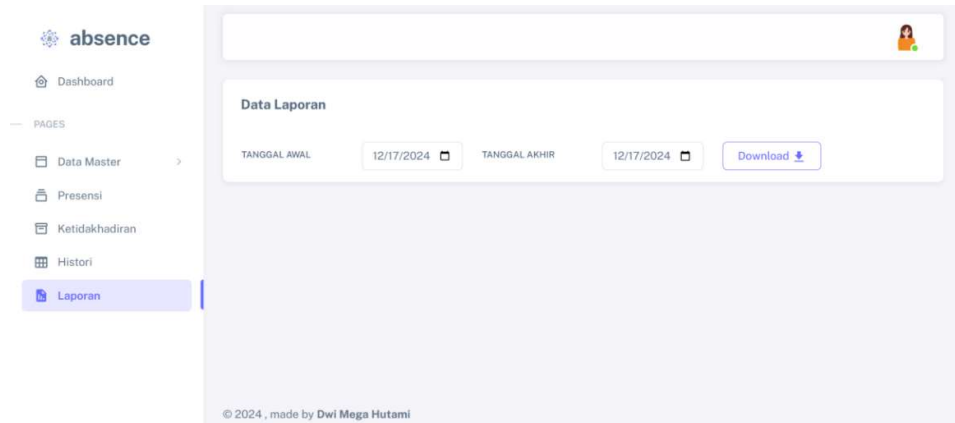 absence
Dashboard
PAGES
Data Master
Presensi
Ketidakhadiran
Histori
Laporan
Data Laporan
TANGGAL AWAL 12/17/2024 TANGGAL AKHIR 12/17/2024 Download
© 2024 , made by Dwi Mega Hutami